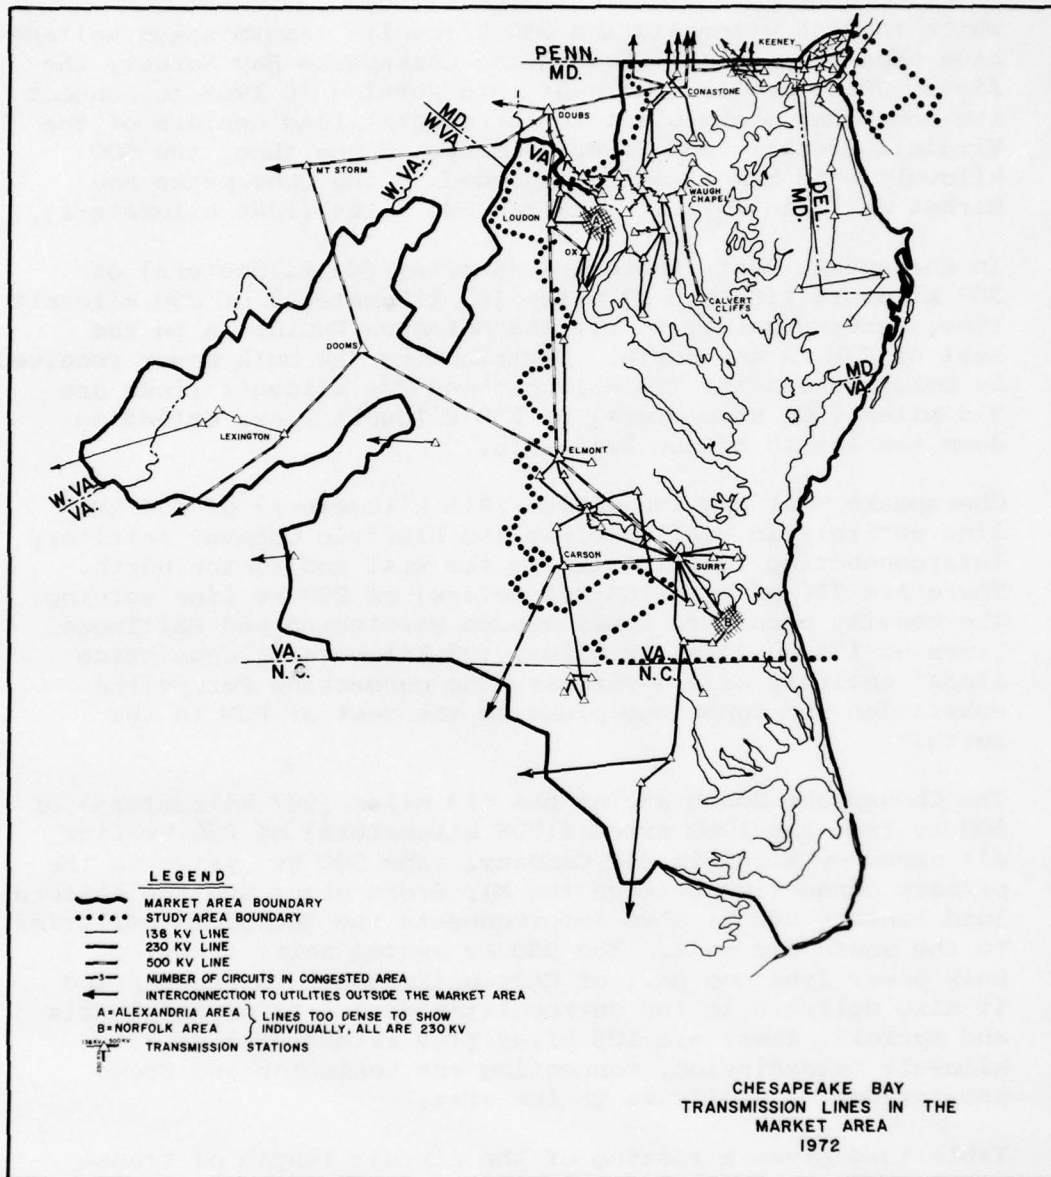 KEENEY
PENN
MD.
CONASTONE
DOUBS
MD.
W.VA.
VA.
MT STORM
W. VA.
VA.
WAUGH
CHAPEL
DEL.
MD.
LOUDON
A
3
OX
CALVERT
CLIFFS
DOOMS
MD.
VA.
LEXINGTON
ELMONT
W. VA.
VA.
CARSON
SURRY
B
VA.
N.C.
VA.
N.C.
LEGEND
MARKET AREA BOUNDARY
STUDY AREA BOUNDARY
138 KV LINE
230 KV LINE
500 KV LINE
3 NUMBER OF CIRCUITS IN CONGESTED AREA
INTERCONNECTION TO UTILITIES OUTSIDE THE MARKET AREA
A=ALEXANDRIA AREA } LINES TOO DENSE TO SHOW
B=NORFOLK AREA } INDIVIDUALLY, ALL ARE 230 KV
TRANSMISSION STATIONS
CHESAPEAKE BAY
TRANSMISSION LINES IN THE
MARKET AREA
1972